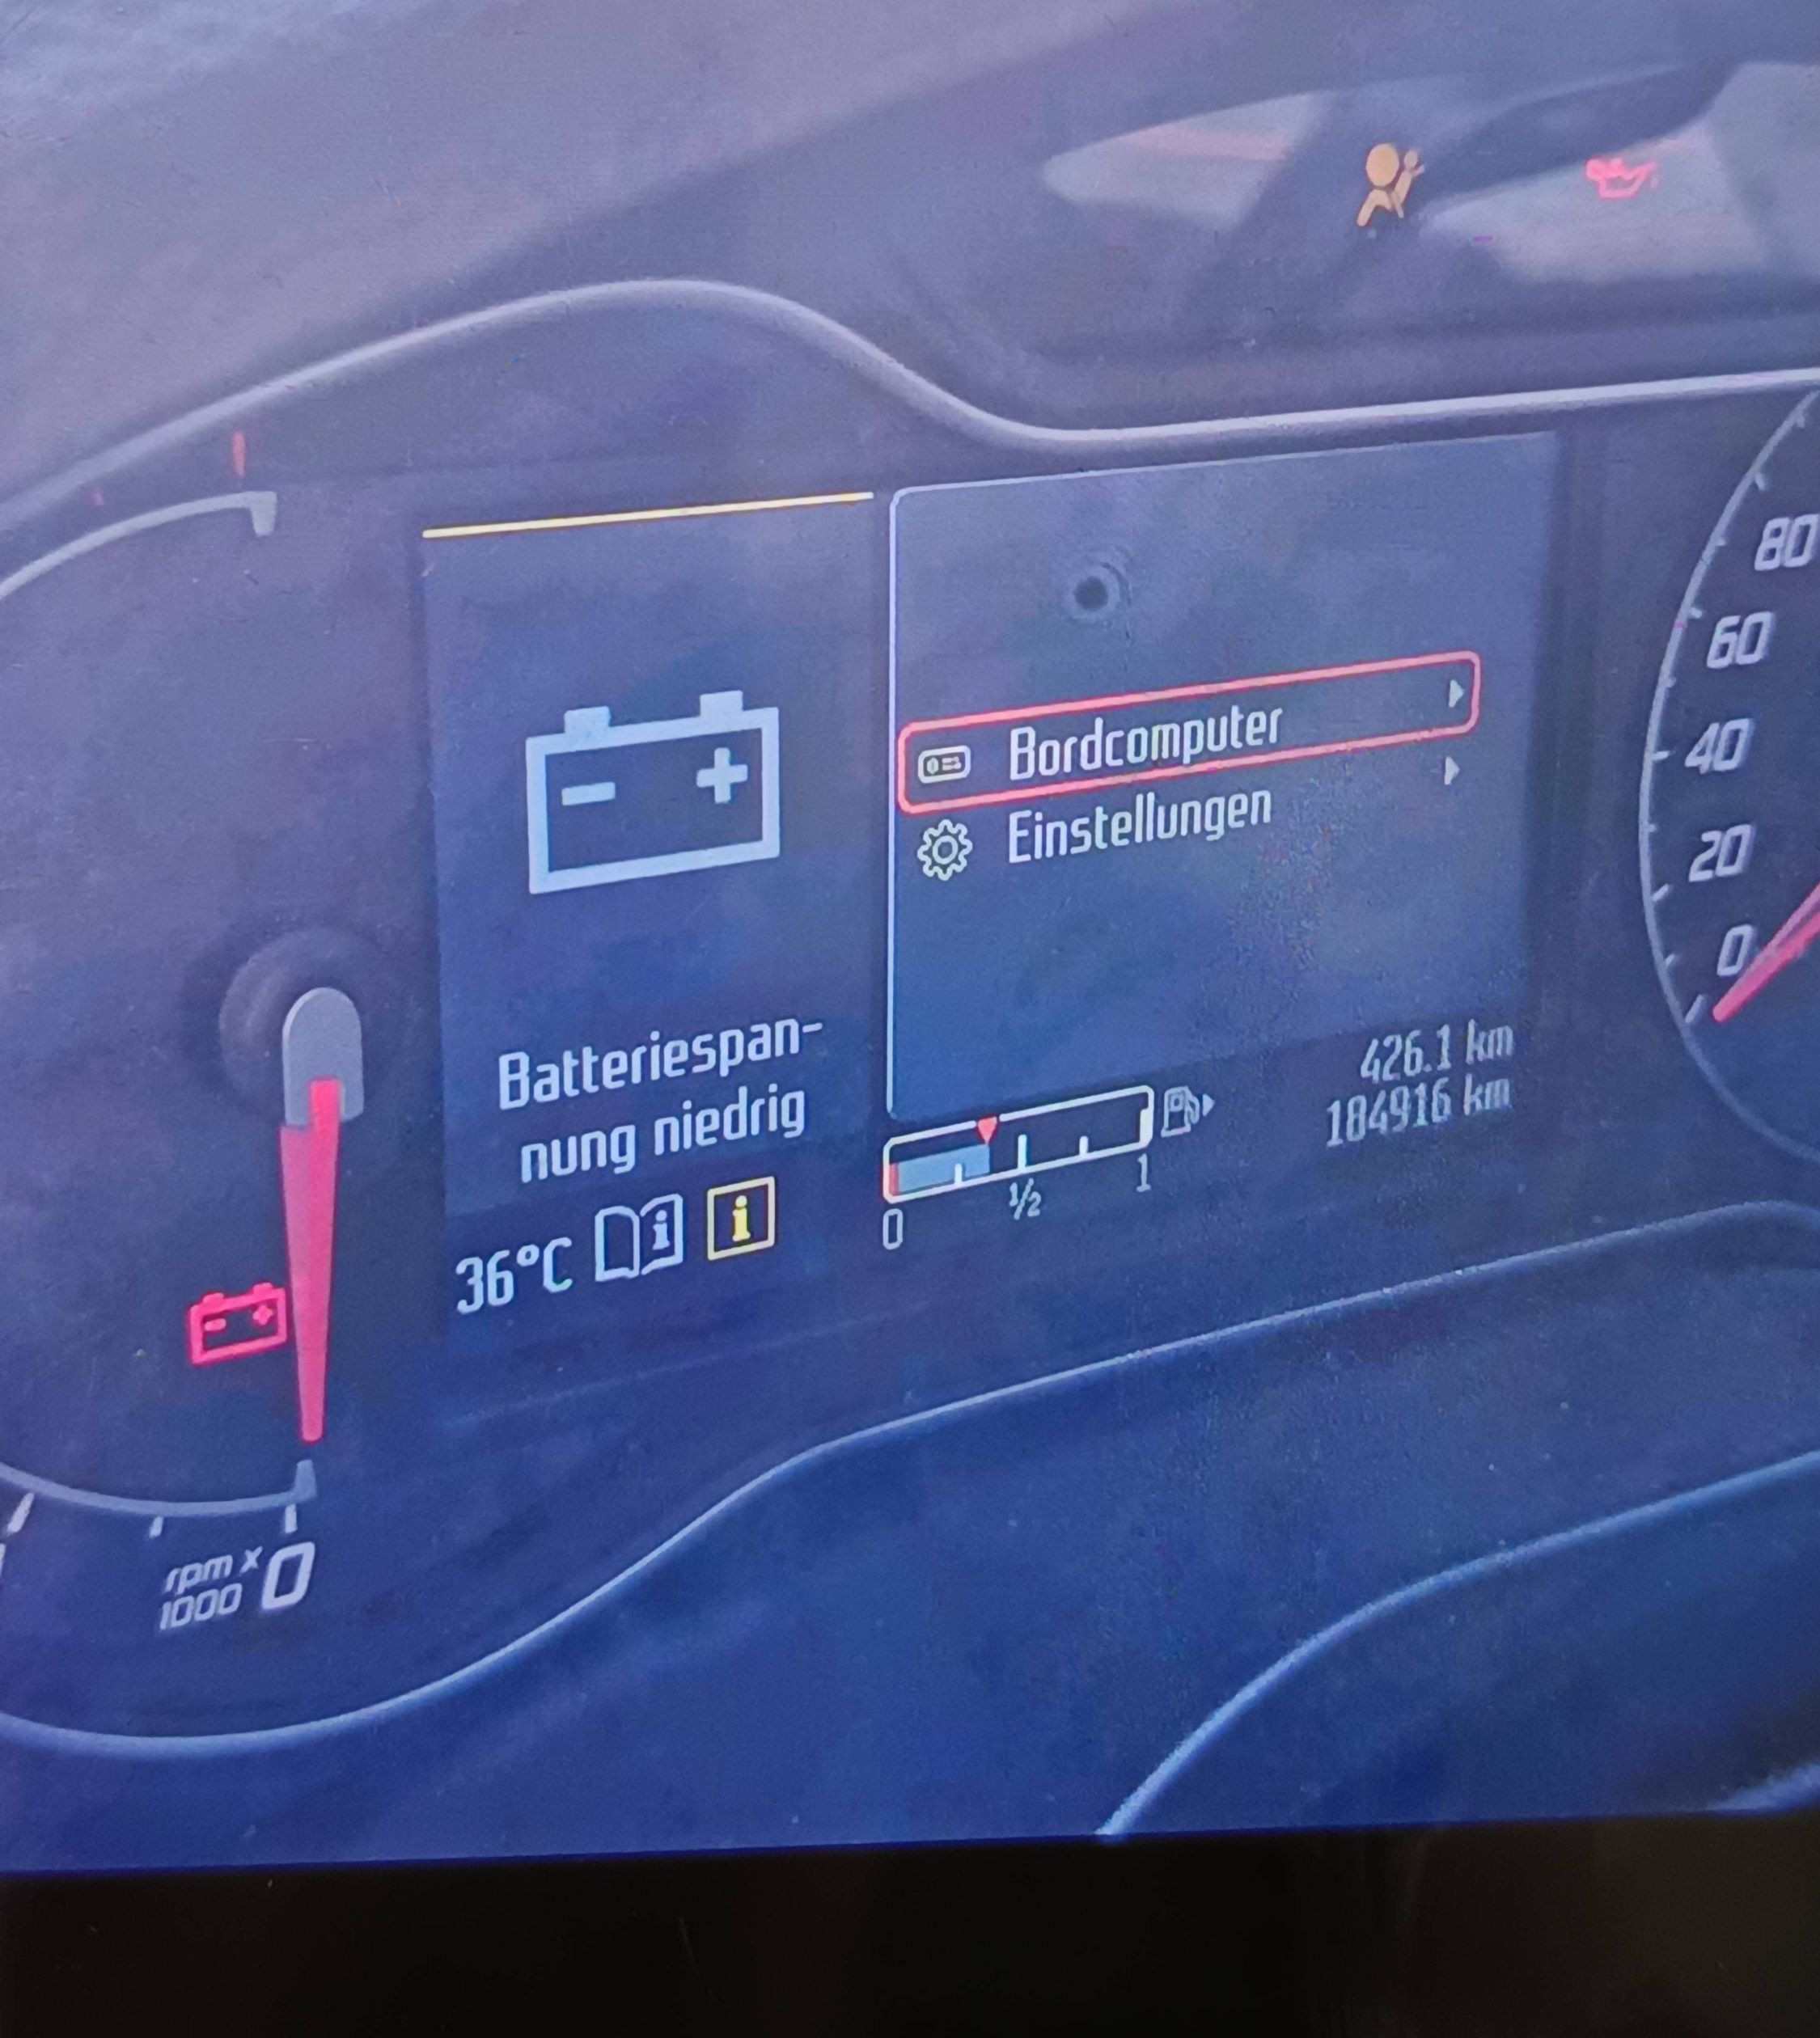 Bordcomputer
Einstellungen
Batteriespan-
nung niedrig
36°C
0
½
1
426.1 km
184916 km
80
60
40
20
0
rpm x
1000
0